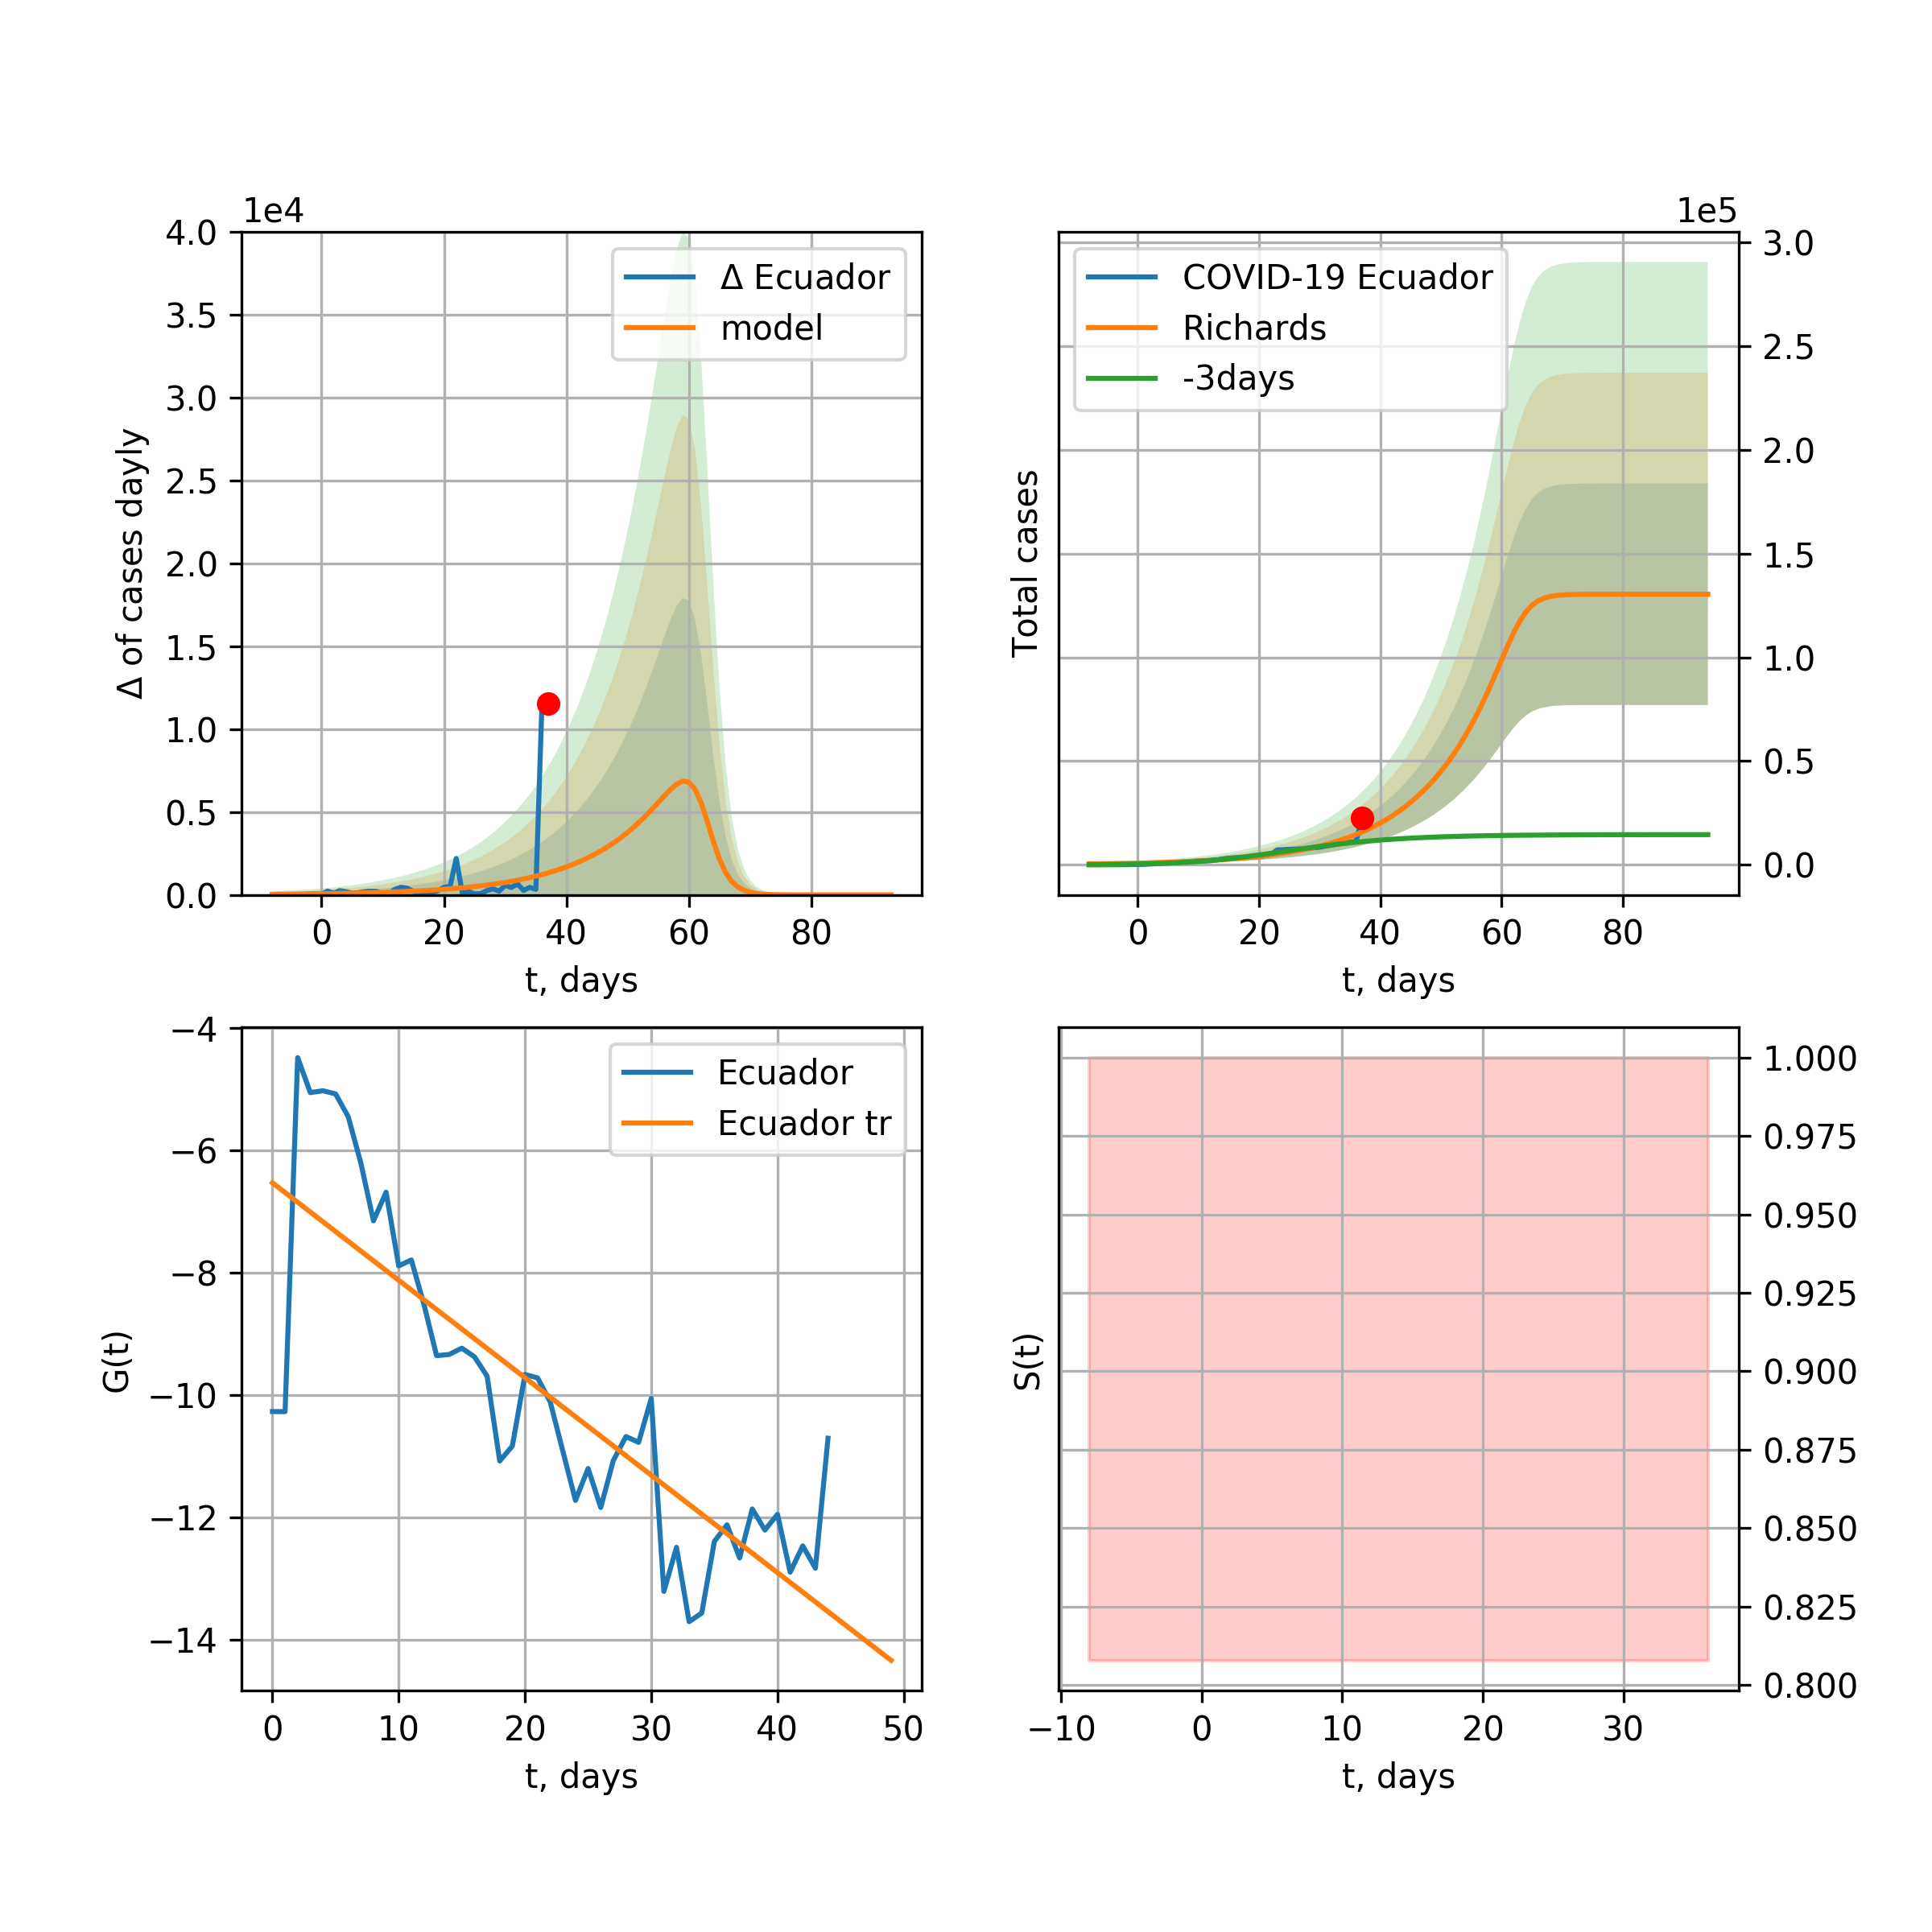 1e4
4.0
3.5
3.0
2.5
2.0
1.5
1.0
0.5
0.0
Δ of cases dayly
Δ Ecuador
model
0 20 40 60 80
t, days
1e5
3.0
2.5
2.0
1.5
1.0
0.5
0.0
Total cases
COVID-19 Ecuador
Richards
-3days
0 20 40 60 80
t, days
−4
−6
−8
−10
−12
−14
G(t)
Ecuador
Ecuador tr
0 10 20 30 40 50
t, days
1.000
0.975
0.950
0.925
0.900
0.875
0.850
0.825
0.800
S(t)
−10 0 10 20 30
t, days